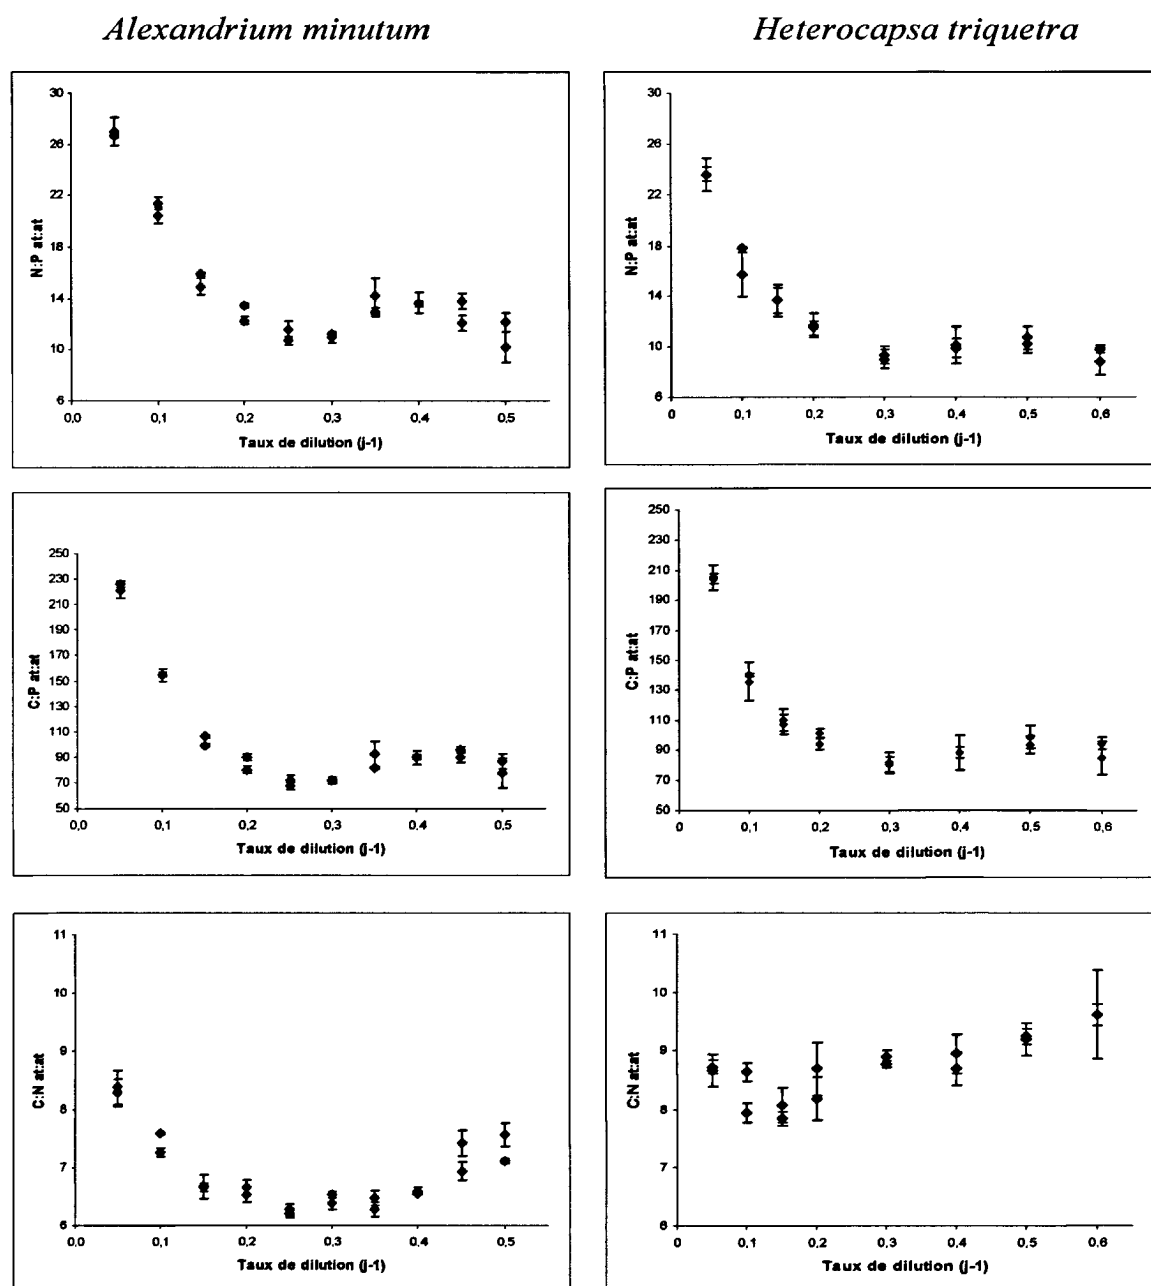 Alexandrium minutum
Heterocapsa triquetra
N:P at:at
30
26
22
18
14
10
6
0,0 0,1 0,2 0,3 0,4 0,5
Taux de dilution (j-1)
N:P at:at
30
26
22
18
14
10
6
0 0,1 0,2 0,3 0,4 0,5 0,6
Taux de dilution (j-1)
C:P at:at
250
230
210
190
170
150
130
110
90
70
50
0,0 0,1 0,2 0,3 0,4 0,5
Taux de dilution (j-1)
C:P at:at
250
230
210
190
170
150
130
110
90
70
50
0 0,1 0,2 0,3 0,4 0,5 0,6
Taux de dilution (j-1)
C:N at:at
11
10
9
8
7
6
0,0 0,1 0,2 0,3 0,4 0,5
Taux de dilution (j-1)
C:N at:at
11
10
9
8
7
6
0 0,1 0,2 0,3 0,4 0,5 0,6
Taux de dilution (j-1)